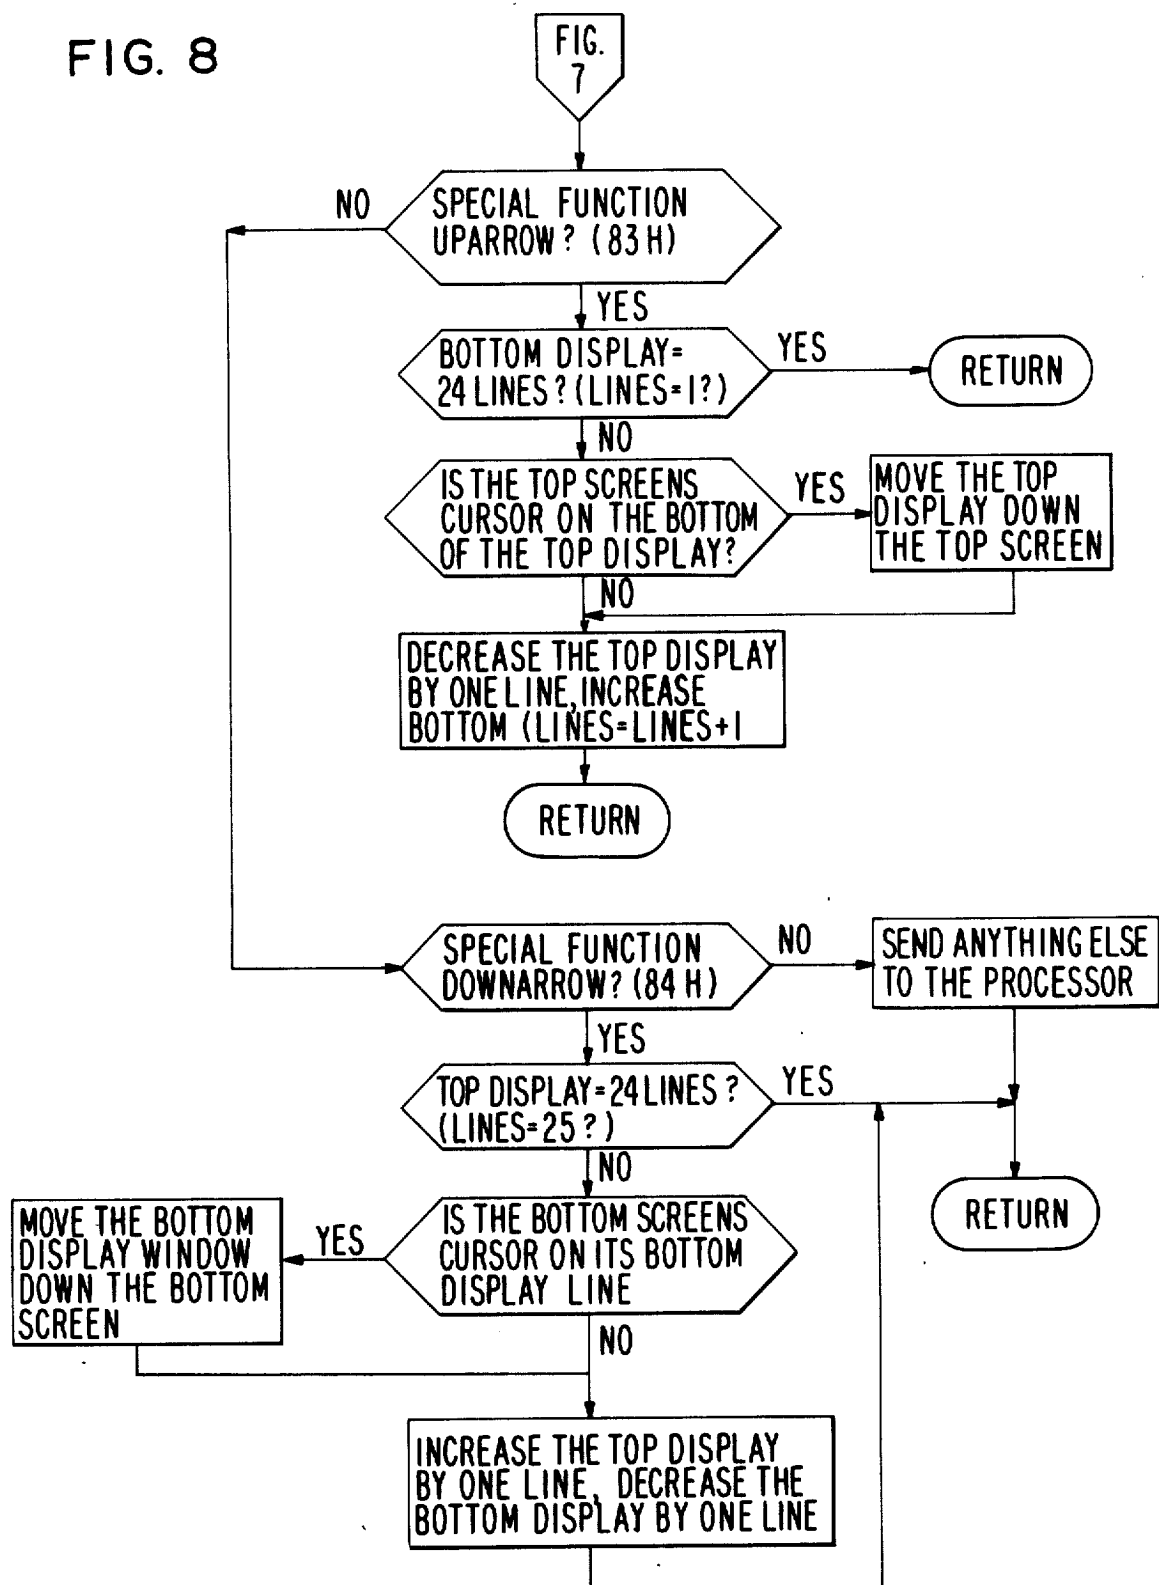 FIG. 8
FIG.
7
NO
SPECIAL FUNCTION
UPARROW? (83H)
YES
BOTTOM DISPLAY=
24 LINES? (LINES=1?)
YES
RETURN
NO
IS THE TOP SCREENS
CURSOR ON THE BOTTOM
OF THE TOP DISPLAY?
YES
MOVE THE TOP
DISPLAY DOWN
THE TOP SCREEN
NO
DECREASE THE TOP DISPLAY
BY ONE LINE, INCREASE
BOTTOM (LINES=LINES+1
RETURN
SPECIAL FUNCTION
DOWNARROW? (84H)
NO
SEND ANYTHING ELSE
TO THE PROCESSOR
YES
TOP DISPLAY=24 LINES?
(LINES=25?)
YES
RETURN
NO
IS THE BOTTOM SCREENS
CURSOR ON ITS BOTTOM
DISPLAY LINE
YES
MOVE THE BOTTOM
DISPLAY WINDOW
DOWN THE BOTTOM
SCREEN
NO
INCREASE THE TOP DISPLAY
BY ONE LINE, DECREASE THE
BOTTOM DISPLAY BY ONE LINE